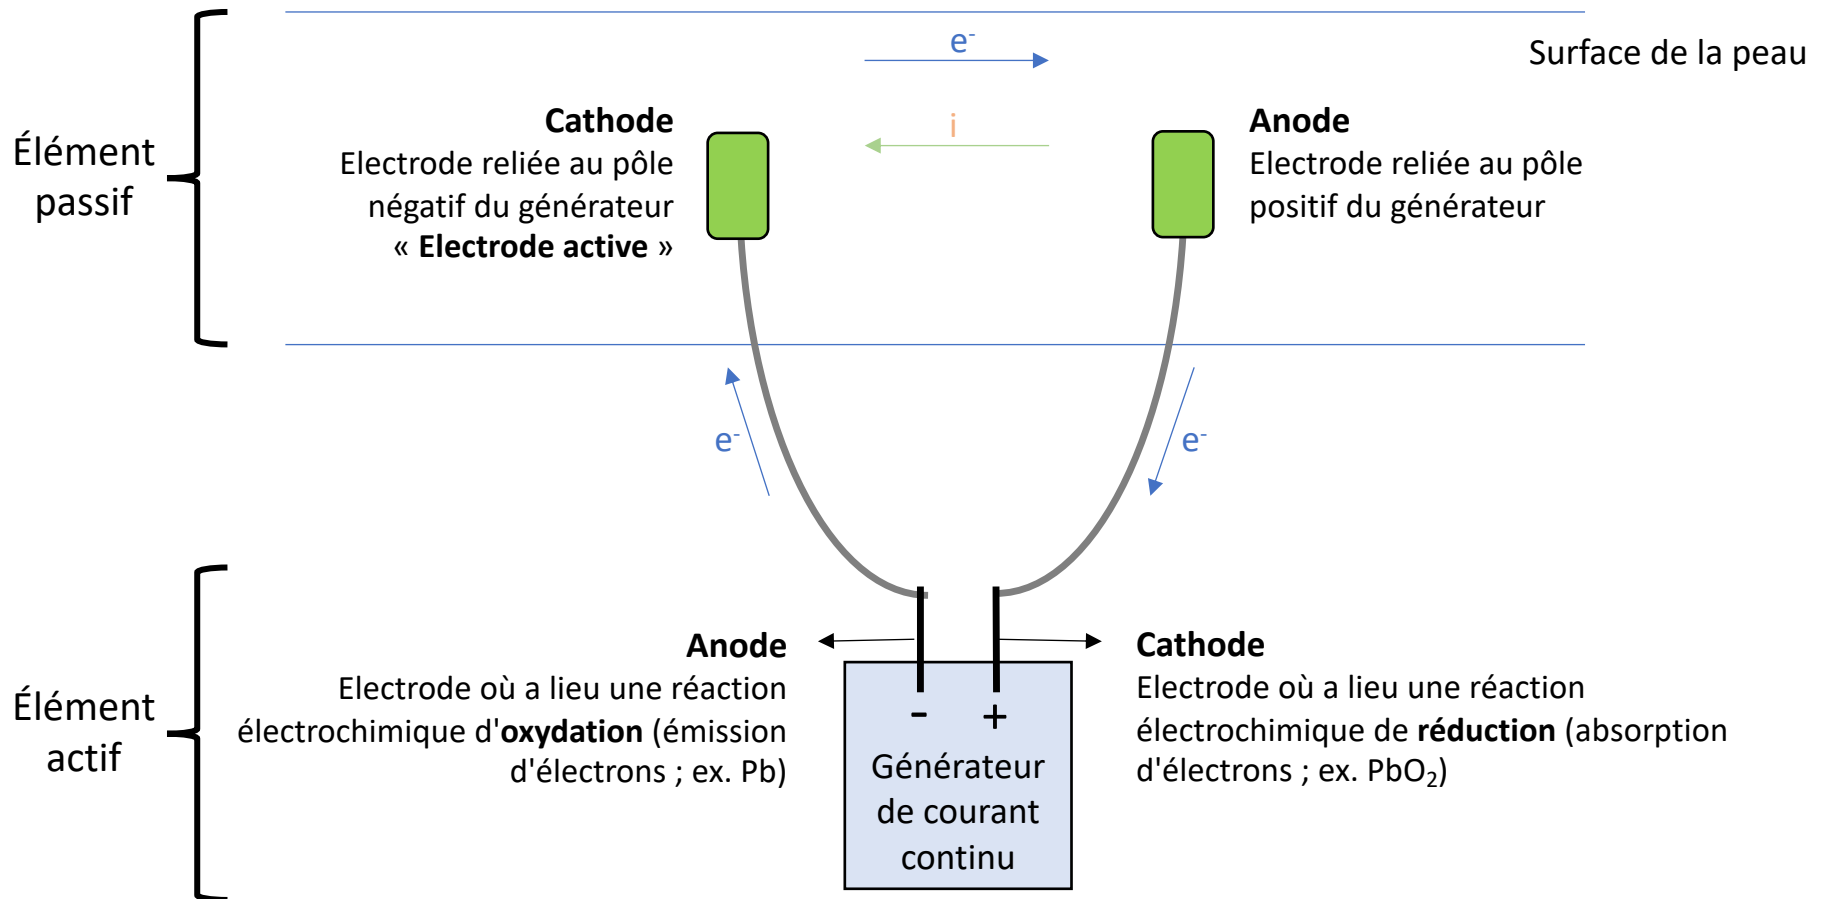 e-
Surface de la peau
Élément
passif
Cathode
Electrode reliée au pôle
négatif du générateur
« Electrode active »
i
Anode
Electrode reliée au pôle
positif du générateur
e-
e-
Élément
actif
Anode
Electrode où a lieu une réaction
électrochimique d'oxydation (émission
d'électrons ; ex. Pb)
- +
Générateur
de courant
continu
Cathode
Electrode où a lieu une réaction
électrochimique de réduction (absorption
d'électrons ; ex. PbO₂)